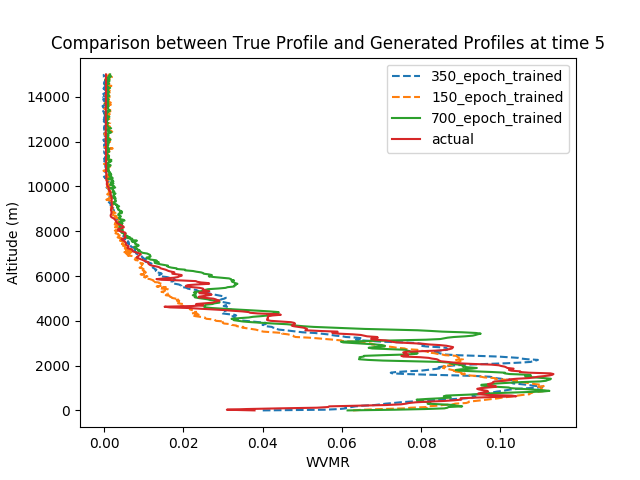 Comparison between True Profile and Generated Profiles at time 5
350_epoch_trained
150_epoch_trained
700_epoch_trained
actual
14000
12000
10000
8000
6000
4000
2000
0
Altitude (m)
0.00 0.02 0.04 0.06 0.08 0.10
WVMR